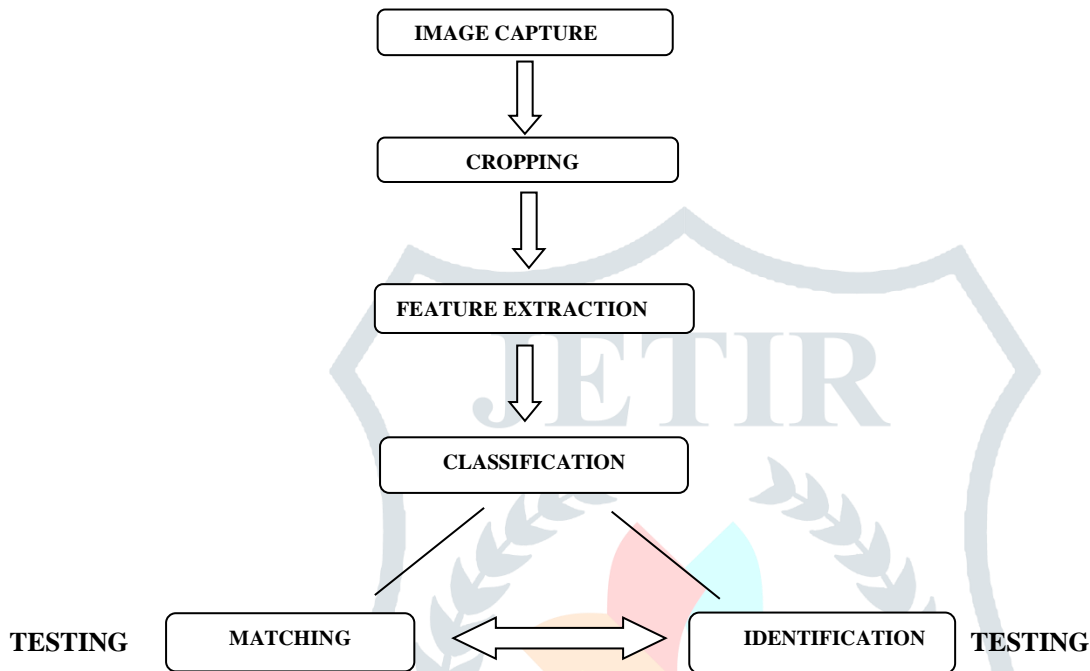 IMAGE CAPTURE
CROPPING
FEATURE EXTRACTION
JETIR
CLASSIFICATION
TESTING MATCHING IDENTIFICATION TESTING